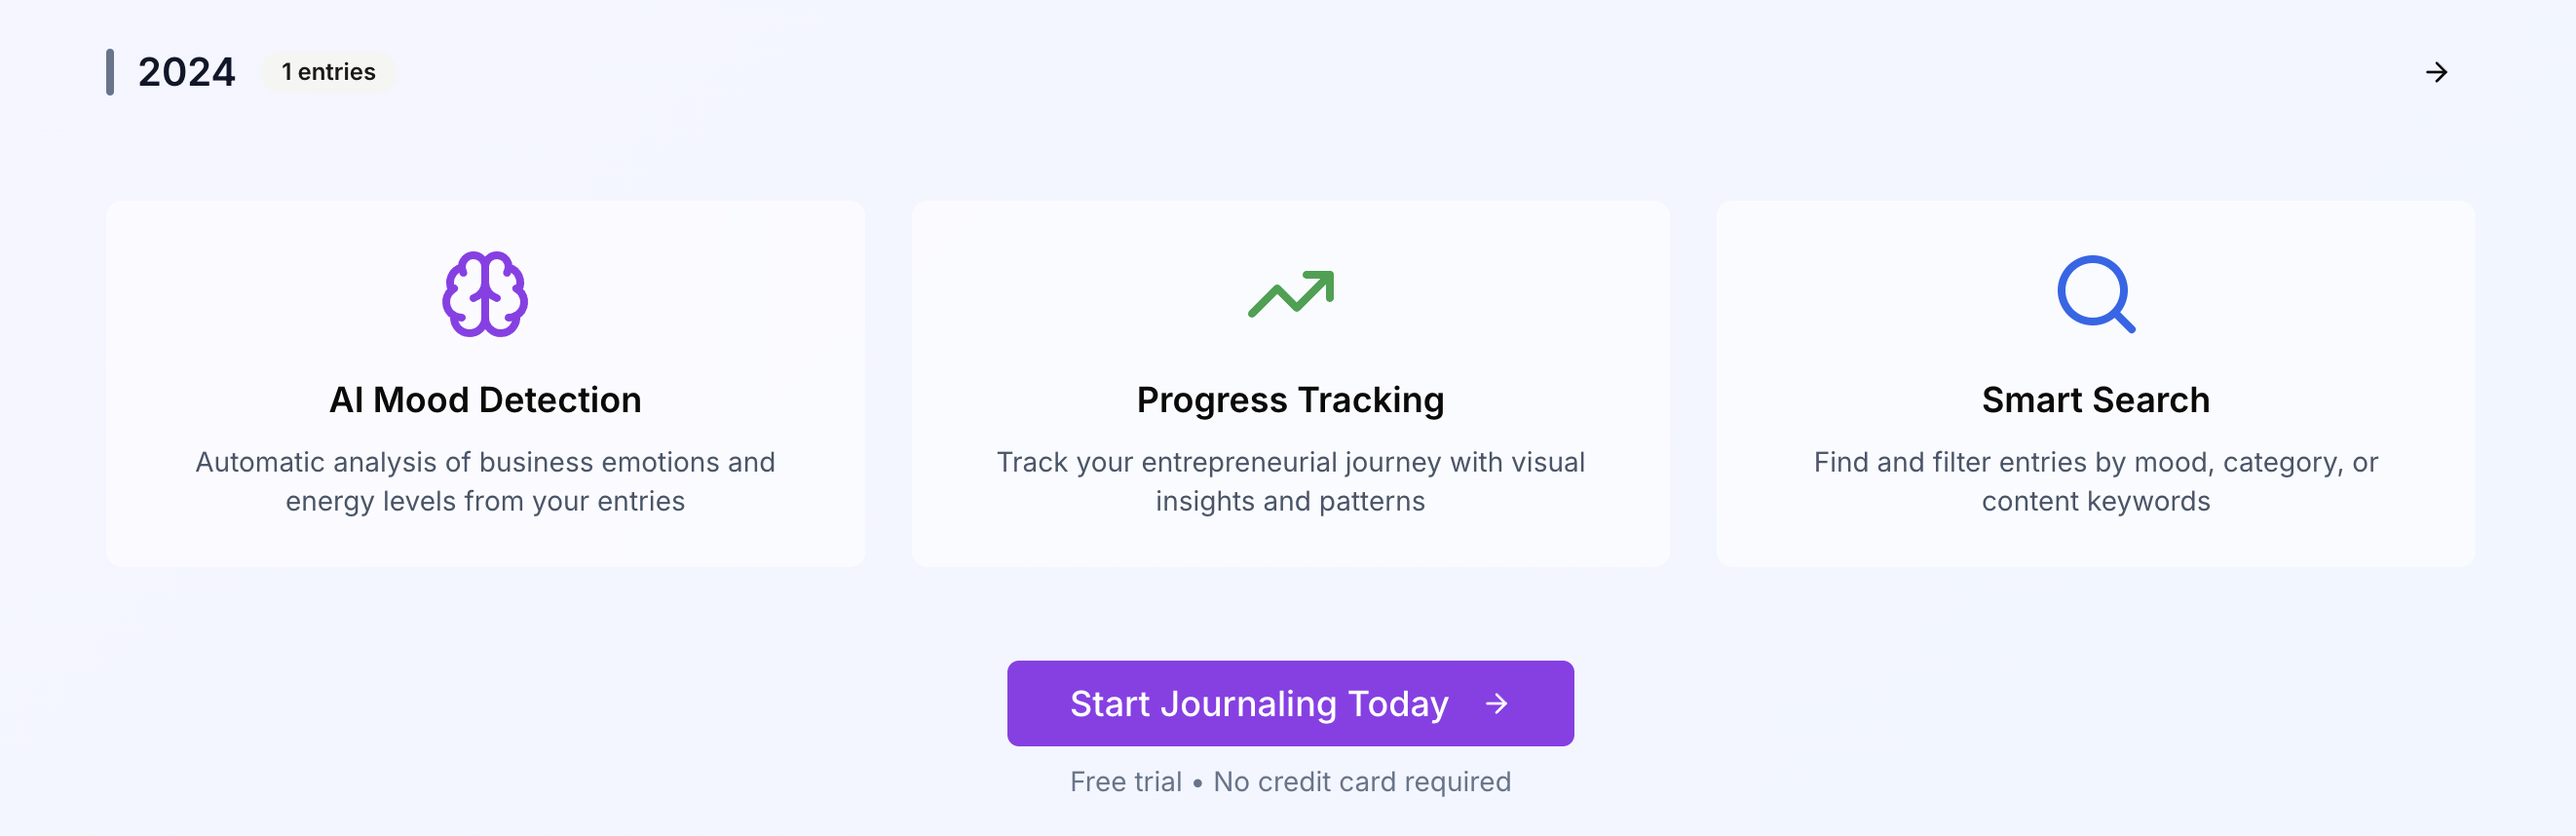 2024
1 entries
AI Mood Detection
Automatic analysis of business emotions and
energy levels from your entries
Progress Tracking
Track your entrepreneurial journey with visual
insights and patterns
Smart Search
Find and filter entries by mood, category, or
content keywords
Start Journaling Today
Free trial • No credit card required